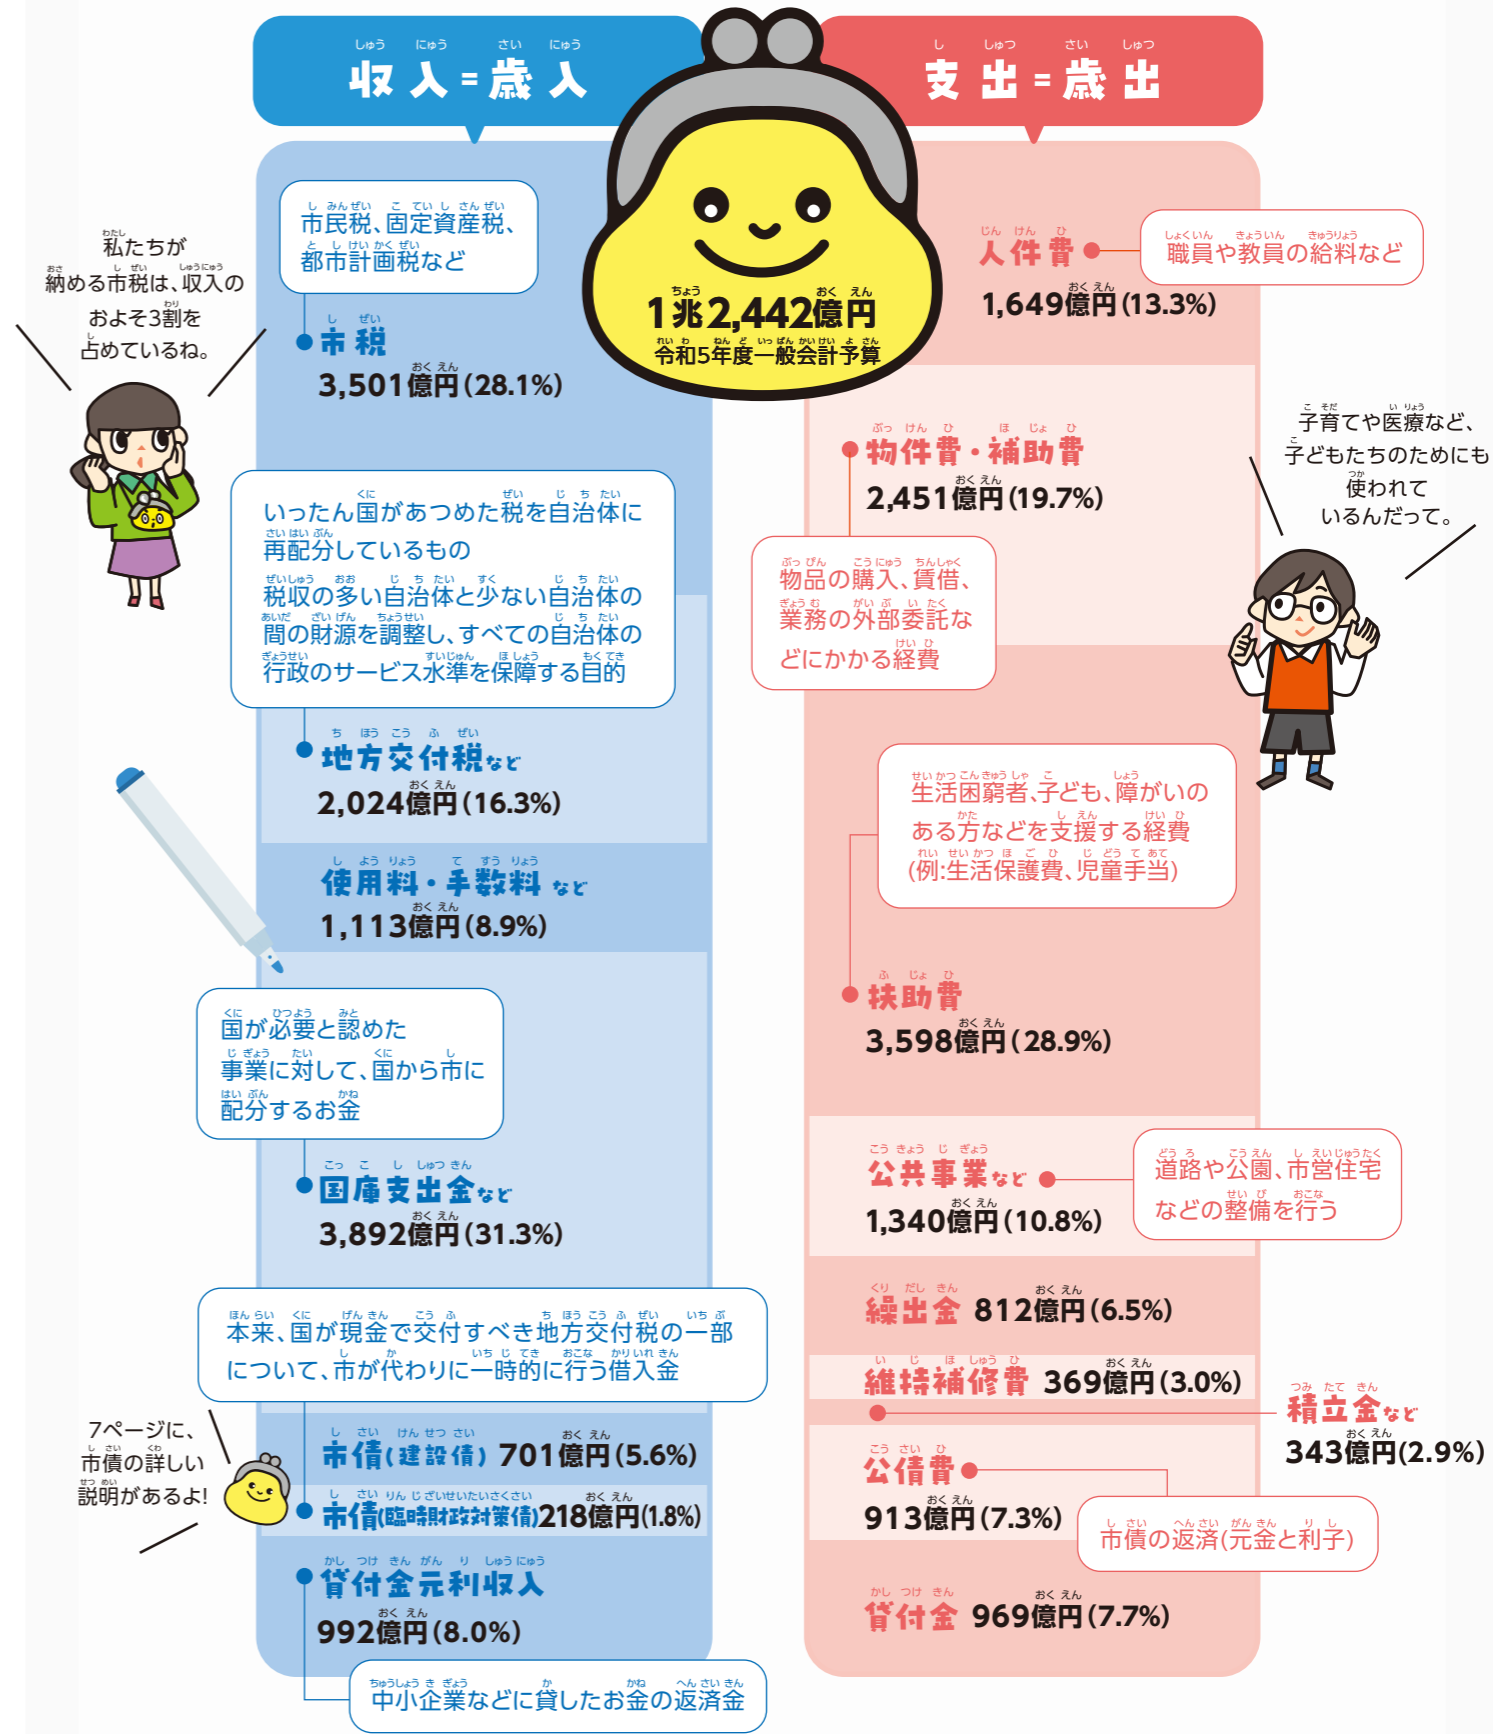 収入=歳入
支出=歳出
1兆2,442億円
令和5年度一般会計予算
私たちが
納める市税は、収入の
およそ3割を
占めているね。
市民税、固定資産税、
都市計画税など
市税
3,501億円(28.1%)
いったん国があつめた税を自治体に
再配分しているもの
税収の多い自治体と少ない自治体の
間の財源を調整し、すべての自治体の
行政のサービス水準を保障する目的
地方交付税など
2,024億円(16.3%)
使用料・手数料 など
1,113億円(8.9%)
国が必要と認めた
事業に対して、国から市に
配分するお金
国庫支出金など
3,892億円(31.3%)
本来、国が現金で交付すべき地方交付税の一部
について、市が代わりに一時的に行う借入金
7ページに、
市債の詳しい
説明があるよ!
市債(建設債) 701億円(5.6%)
市債(臨時財政対策債)218億円(1.8%)
貸付金元利収入
992億円(8.0%)
中小企業などに貸したお金の返済金
人件費
1,649億円(13.3%)
職員や教員の給料など
物件費・補助費
2,451億円(19.7%)
物品の購入、賃借、
業務の外部委託な
どにかかる経費
子育てや医療など、
子どもたちのためにも
使われて
いるんだって。
生活困窮者、子ども、障がいの
ある方などを支援する経費
(例:生活保護費、児童手当)
扶助費
3,598億円(28.9%)
公共事業など
1,340億円(10.8%)
道路や公園、市営住宅
などの整備を行う
繰出金 812億円(6.5%)
維持補修費 369億円(3.0%)
積立金など
343億円(2.9%)
公債費
913億円(7.3%)
市債の返済(元金と利子)
貸付金 969億円(7.7%)